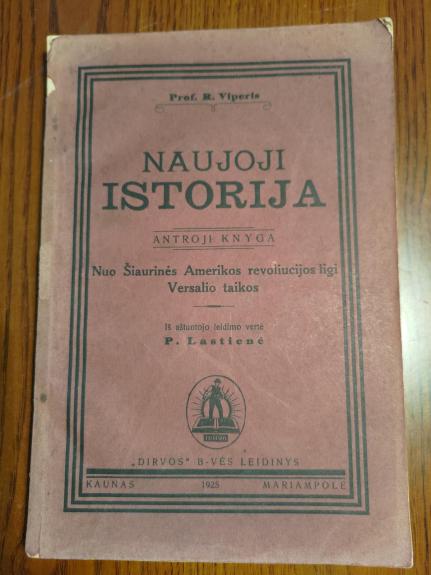 Prof. R. Viperis
NAUJOJI
ISTORIJA
ANTROJI KNYGA
Nuo Šiaurinės Amerikos revoliucijos ligi
Versalio taikos
Iš aštuotojo leidimo vertė
P. Lastienė
„DIRVOS" B-VĖS LEIDINYS
KAUNAS 1925 MARIAMPOLĖ